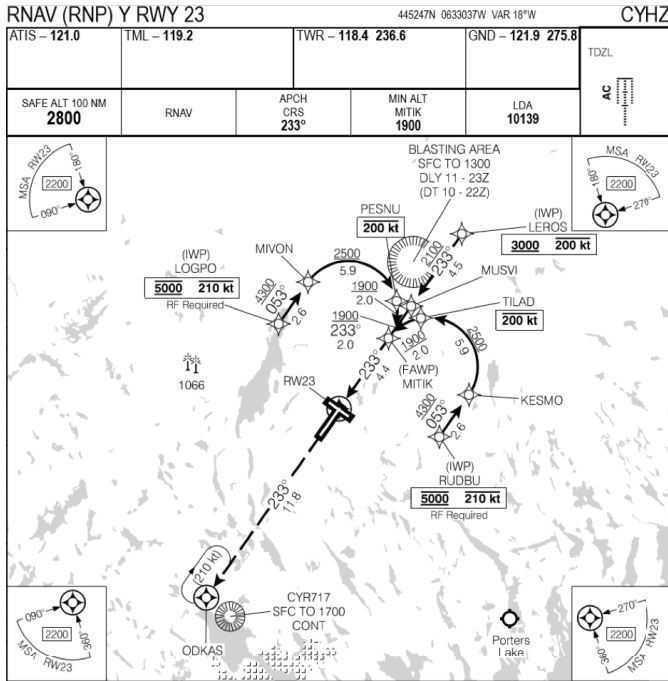 RNAV (RNP) Y RWY 23
445247N 0633037W VAR 18°W
CYHZ
ATIS – 121.0
TML – 119.2
TWR – 118.4 236.6
GND – 121.9 275.8
TDZL
AC
SAFE ALT 100 NM
2800
RNAV
APCH
CRS
233°
MIN ALT
MITIK
1900
LDA
10139
MSA RW23
180°
2200
090°
BLASTING AREA
SFC TO 1300
DLY 11 - 23Z
(DT 10 - 22Z)
MSA RW23
180°
2200
270°
PESNU
200 kt
(IWP)
LEROS
3000 200 kt
2100
233°
4.5
(IWP)
LOGPO
5000 210 kt
RF Required
MIVON
2500
5.9
4300
053°
2.6
MUSVI
TILAD
200 kt
1900
2.0
1900
233°
2.0
1900
2.0
2500
5.9
1066
(FAWP)
MITIK
233°
4.4
RW23
KESMO
4300
053°
2.6
(IWP)
RUDBU
5000 210 kt
RF Required
233°
11.8
(210 kt)
ODKAS
CYR717
SFC TO 1700
CONT
Porters
Lake
090°
2200
360°
MSA RW23
270°
2200
360°
MSA RW23